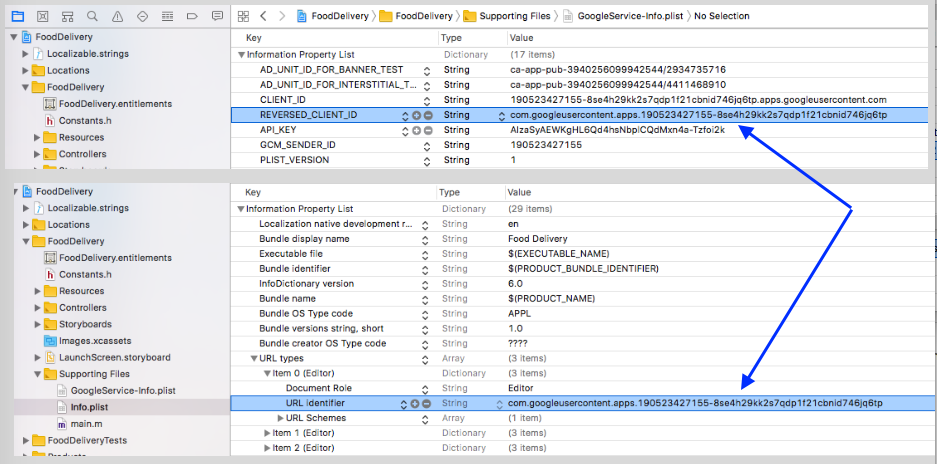 FoodDelivery 〉 FoodDelivery 〉 Supporting Files 〉 GoogleService-Info.plist 〉 No Selection
FoodDelivery
Localizable.strings
Locations
FoodDelivery
FoodDelivery.entitlements
Constants.h
Resources
Controllers
Key Type Value
Information Property List Dictionary (17 items)
AD_UNIT_ID_FOR_BANNER_TEST String ca-app-pub-3940256099942544/2934735716
AD_UNIT_ID_FOR_INTERSTITIAL_T... String ca-app-pub-3940256099942544/4411468910
CLIENT_ID String 190523427155-8se4h29kk2s7qdp1f21cbnid746jq6tp.apps.googleusercontent.com
REVERSED_CLIENT_ID String com.googleusercontent.apps.190523427155-8se4h29kk2s7qdp1f21cbnid746jq6tp
API_KEY String AIzaSyAEWKgHL6Qd4hsNbplCQdMxn4a-Tzfoi2k
GCM_SENDER_ID String 190523427155
PLIST_VERSION String 1
FoodDelivery
Localizable.strings
Locations
FoodDelivery
FoodDelivery.entitlements
Constants.h
Resources
Controllers
Storyboards
Images.xcassets
LaunchScreen.storyboard
Supporting Files
GoogleService-Info.plist
Info.plist
main.m
FoodDeliveryTests
Products
Key Type Value
Information Property List Dictionary (29 items)
Localization native development r... String en
Bundle display name String Food Delivery
Executable file String $(EXECUTABLE_NAME)
Bundle identifier String $(PRODUCT_BUNDLE_IDENTIFIER)
InfoDictionary version String 6.0
Bundle name String $(PRODUCT_NAME)
Bundle OS Type code String APPL
Bundle versions string, short String 1.0
Bundle creator OS Type code String ????
URL types Array (3 items)
Item 0 (Editor) Dictionary (3 items)
Document Role String Editor
URL identifier String com.googleusercontent.apps.190523427155-8se4h29kk2s7qdp1f21cbnid746jq6tp
URL Schemes Array (1 item)
Item 1 (Editor) Dictionary (3 items)
Item 2 (Editor) Dictionary (3 items)